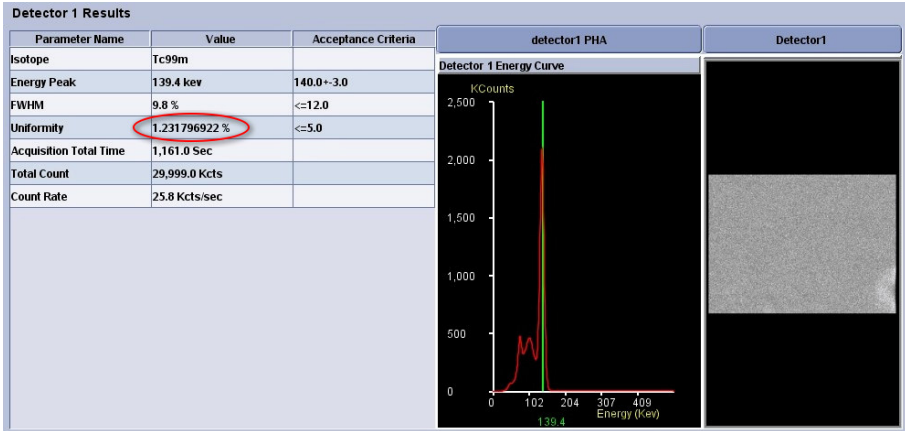 Detector 1 Results
Parameter Name Value Acceptance Criteria
Isotope Tc99m
Energy Peak 139.4 kev 140.0+-3.0
FWHM 9.8 % <=12.0
Uniformity 1.231796922 % <=5.0
Acquisition Total Time 1,161.0 Sec
Total Count 29,999.0 Kcts
Count Rate 25.8 Kcts/sec
detector1 PHA
Detector 1 Energy Curve
KCounts
2,500
2,000
1,500
1,000
500
0
0 102 204 307 409
Energy (Kev)
139.4
Detector1